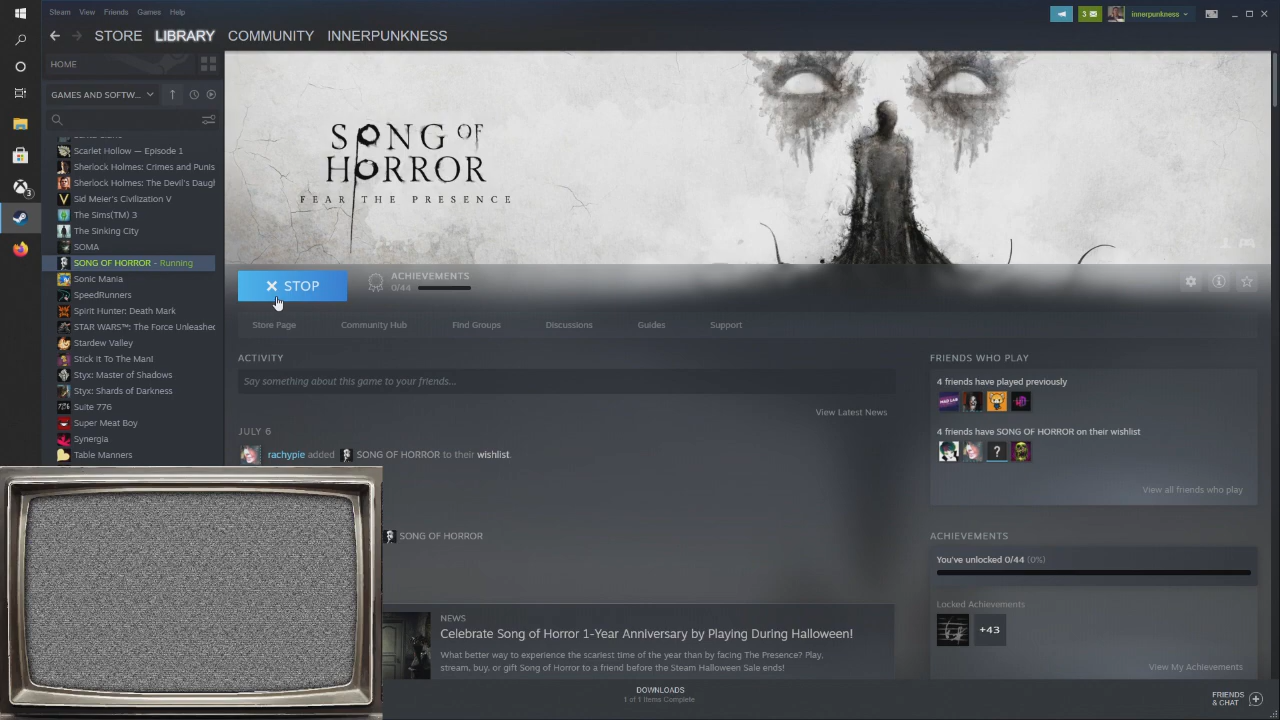 Steam View Friends Games Help
3
innerpunkness
STORE LIBRARY COMMUNITY INNERPUNKNESS
HOME
GAMES AND SOFTW...
Scarlet Hollow — Episode 1
Sherlock Holmes: Crimes and Punis
Sherlock Holmes: The Devil's Daugh
Sid Meier's Civilization V
The Sims(TM) 3
The Sinking City
SOMA
SONG OF HORROR - Running
Sonic Mania
SpeedRunners
Spirit Hunter: Death Mark
STAR WARS™: The Force Unleashed
Stardew Valley
Stick It To The Man!
Styx: Master of Shadows
Styx: Shards of Darkness
Suite 776
Super Meat Boy
Synergia
Table Manners
3
SONG OF
HORROR
FEAR THE PRESENCE
STOP
ACHIEVEMENTS
0/44
Store Page Community Hub Find Groups Discussions Guides Support
ACTIVITY
Say something about this game to your friends...
View Latest News
JULY 6
rachypie added SONG OF HORROR to their wishlist.
SONG OF HORROR
NEWS
Celebrate Song of Horror 1-Year Anniversary by Playing During Halloween!
What better way to experience the scariest time of the year than by facing The Presence? Play,
stream, buy, or gift Song of Horror to a friend before the Steam Halloween Sale ends!
FRIENDS WHO PLAY
4 friends have played previously
4 friends have SONG OF HORROR on their wishlist
?
View all friends who play
ACHIEVEMENTS
You've unlocked 0/44 (0%)
Locked Achievements
+43
View My Achievements
DOWNLOADS
1 of 1 Items Complete
FRIENDS
& CHAT